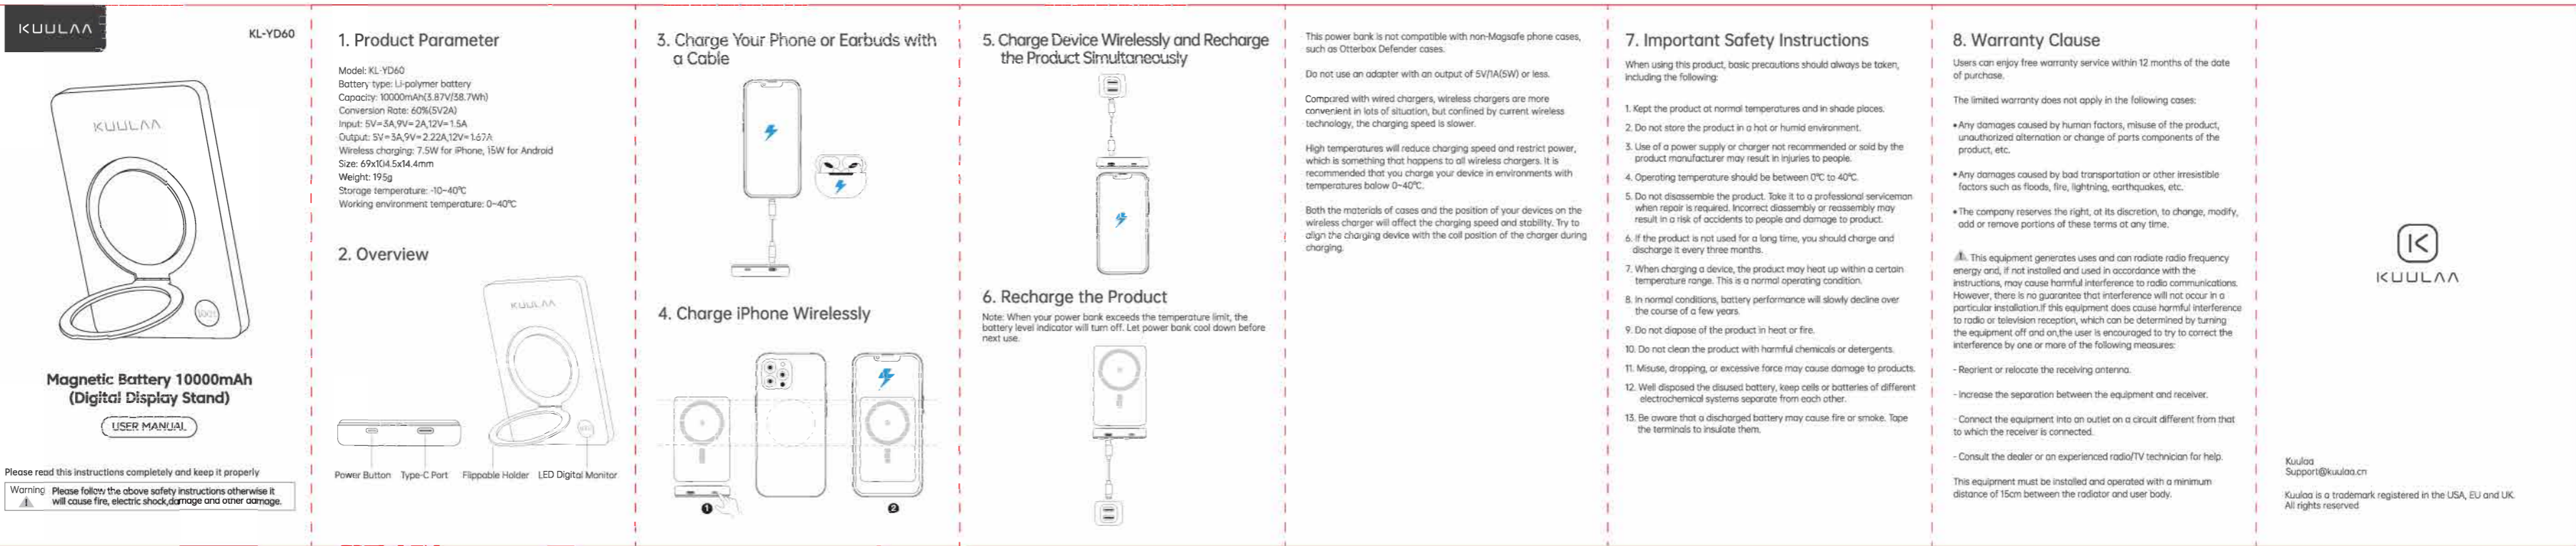 KUULAA
KL-YD60
KUULAA
100%
Magnetic Battery 10000mAh
(Digital Display Stand)
USER MANUAL
Please read this instructions completely and keep it properly
Warning
Please follow the above safety instructions otherwise it
will cause fire, electric shock,damage and other damage.
1. Product Parameter
Model: KL-YD60
Battery type: Li-polymer battery
Capacity: 10000mAh(3.87V/38.7Wh)
Conversion Rate: 60%(5V2A)
Input: 5V=3A,9V=2A,12V=1.5A
Output: 5V=3A,9V=2.22A,12V=1.67A
Wireless charging: 7.5W for iPhone, 15W for Android
Size: 69x104.5x14.4mm
Weight: 195g
Storage temperature: -10~40℃
Working environment temperature: 0~40℃
2. Overview
KUULAA
Power Button
Type-C Port
Flippable Holder
LED Digital Monitor
3. Charge Your Phone or Earbuds with
a Cable
4. Charge iPhone Wirelessly
1
2
5. Charge Device Wirelessly and Recharge
the Product Simultaneously
6. Recharge the Product
Note: When your power bank exceeds the temperature limit, the
battery level indicator will turn off. Let power bank cool down before
next use.
This power bank is not compatible with non-Magsafe phone cases,
such as Otterbox Defender cases.
Do not use an adapter with an output of 5V/1A(5W) or less.
Compared with wired chargers, wireless chargers are more
convenient in lots of situation, but confined by current wireless
technology, the charging speed is slower.
High temperatures will reduce charging speed and restrict power,
which is something that happens to all wireless chargers. It is
recommended that you charge your device in environments with
temperatures balow 0~40℃.
Both the materials of cases and the position of your devices on the
wireless charger will affect the charging speed and stability. Try to
align the charging device with the coil position of the charger during
charging.
7. Important Safety Instructions
When using this product, basic precautions should always be taken,
including the following:
1. Kept the product at normal temperatures and in shade places.
2. Do not store the product in a hot or humid environment.
3. Use of a power supply or charger not recommended or sold by the
product manufacturer may result in injuries to people.
4. Operating temperature should be between 0℃ to 40℃.
5. Do not disassemble the product. Take it to a professional serviceman
when repair is required. Incorrect diassembly or reassembly may
result in a risk of accidents to people and damage to product.
6. If the product is not used for a long time, you should charge and
discharge it every three months.
7. When charging a device, the product may heat up within a certain
temperature range. This is a normal operating condition.
8. In normal conditions, battery performance will slowly decline over
the course of a few years.
9. Do not diapose of the product in heat or fire.
10. Do not clean the product with harmful chemicals or detergents.
11. Misuse, dropping, or excessive force may cause damage to products.
12. Well disposed the disused battery, keep cells or batteries of different
electrochemical systems separate from each other.
13. Be aware that a discharged battery may cause fire or smoke. Tape
the terminals to insulate them.
8. Warranty Clause
Users can enjoy free warranty service within 12 months of the date
of purchase.
The limited warranty does not apply in the following cases:
•Any damages caused by human factors, misuse of the product,
unauthorized alternation or change of parts components of the
product, etc.
•Any damages caused by bad transportation or other irresistible
factors such as floods, fire, lightning, earthquakes, etc.
•The company reserves the right, at its discretion, to change, modify,
add or remove portions of these terms at any time.
This equipment generates uses and can radiate radio frequency
energy and, if not installed and used in accordance with the
instructions, may cause harmful interference to radio communications.
However, there is no guarantee that interference will not occur in a
particular installation.If this equipment does cause harmful interference
to radio or television reception, which can be determined by turning
the equipment off and on,the user is encouraged to try to correct the
interference by one or more of the following measures:
- Reorient or relocate the receiving antenna.
- Increase the separation between the equipment and receiver.
- Connect the equipment into an outlet on a circuit different from that
to which the receiver is connected.
- Consult the dealer or an experienced radio/TV technician for help.
This equipment must be installed and operated with a minimum
distance of 15cm between the radiator and user body.
KUULAA
Kuulaa
Support@kuulaa.cn
Kuulaa is a trademark registered in the USA, EU and UK.
All rights reserved